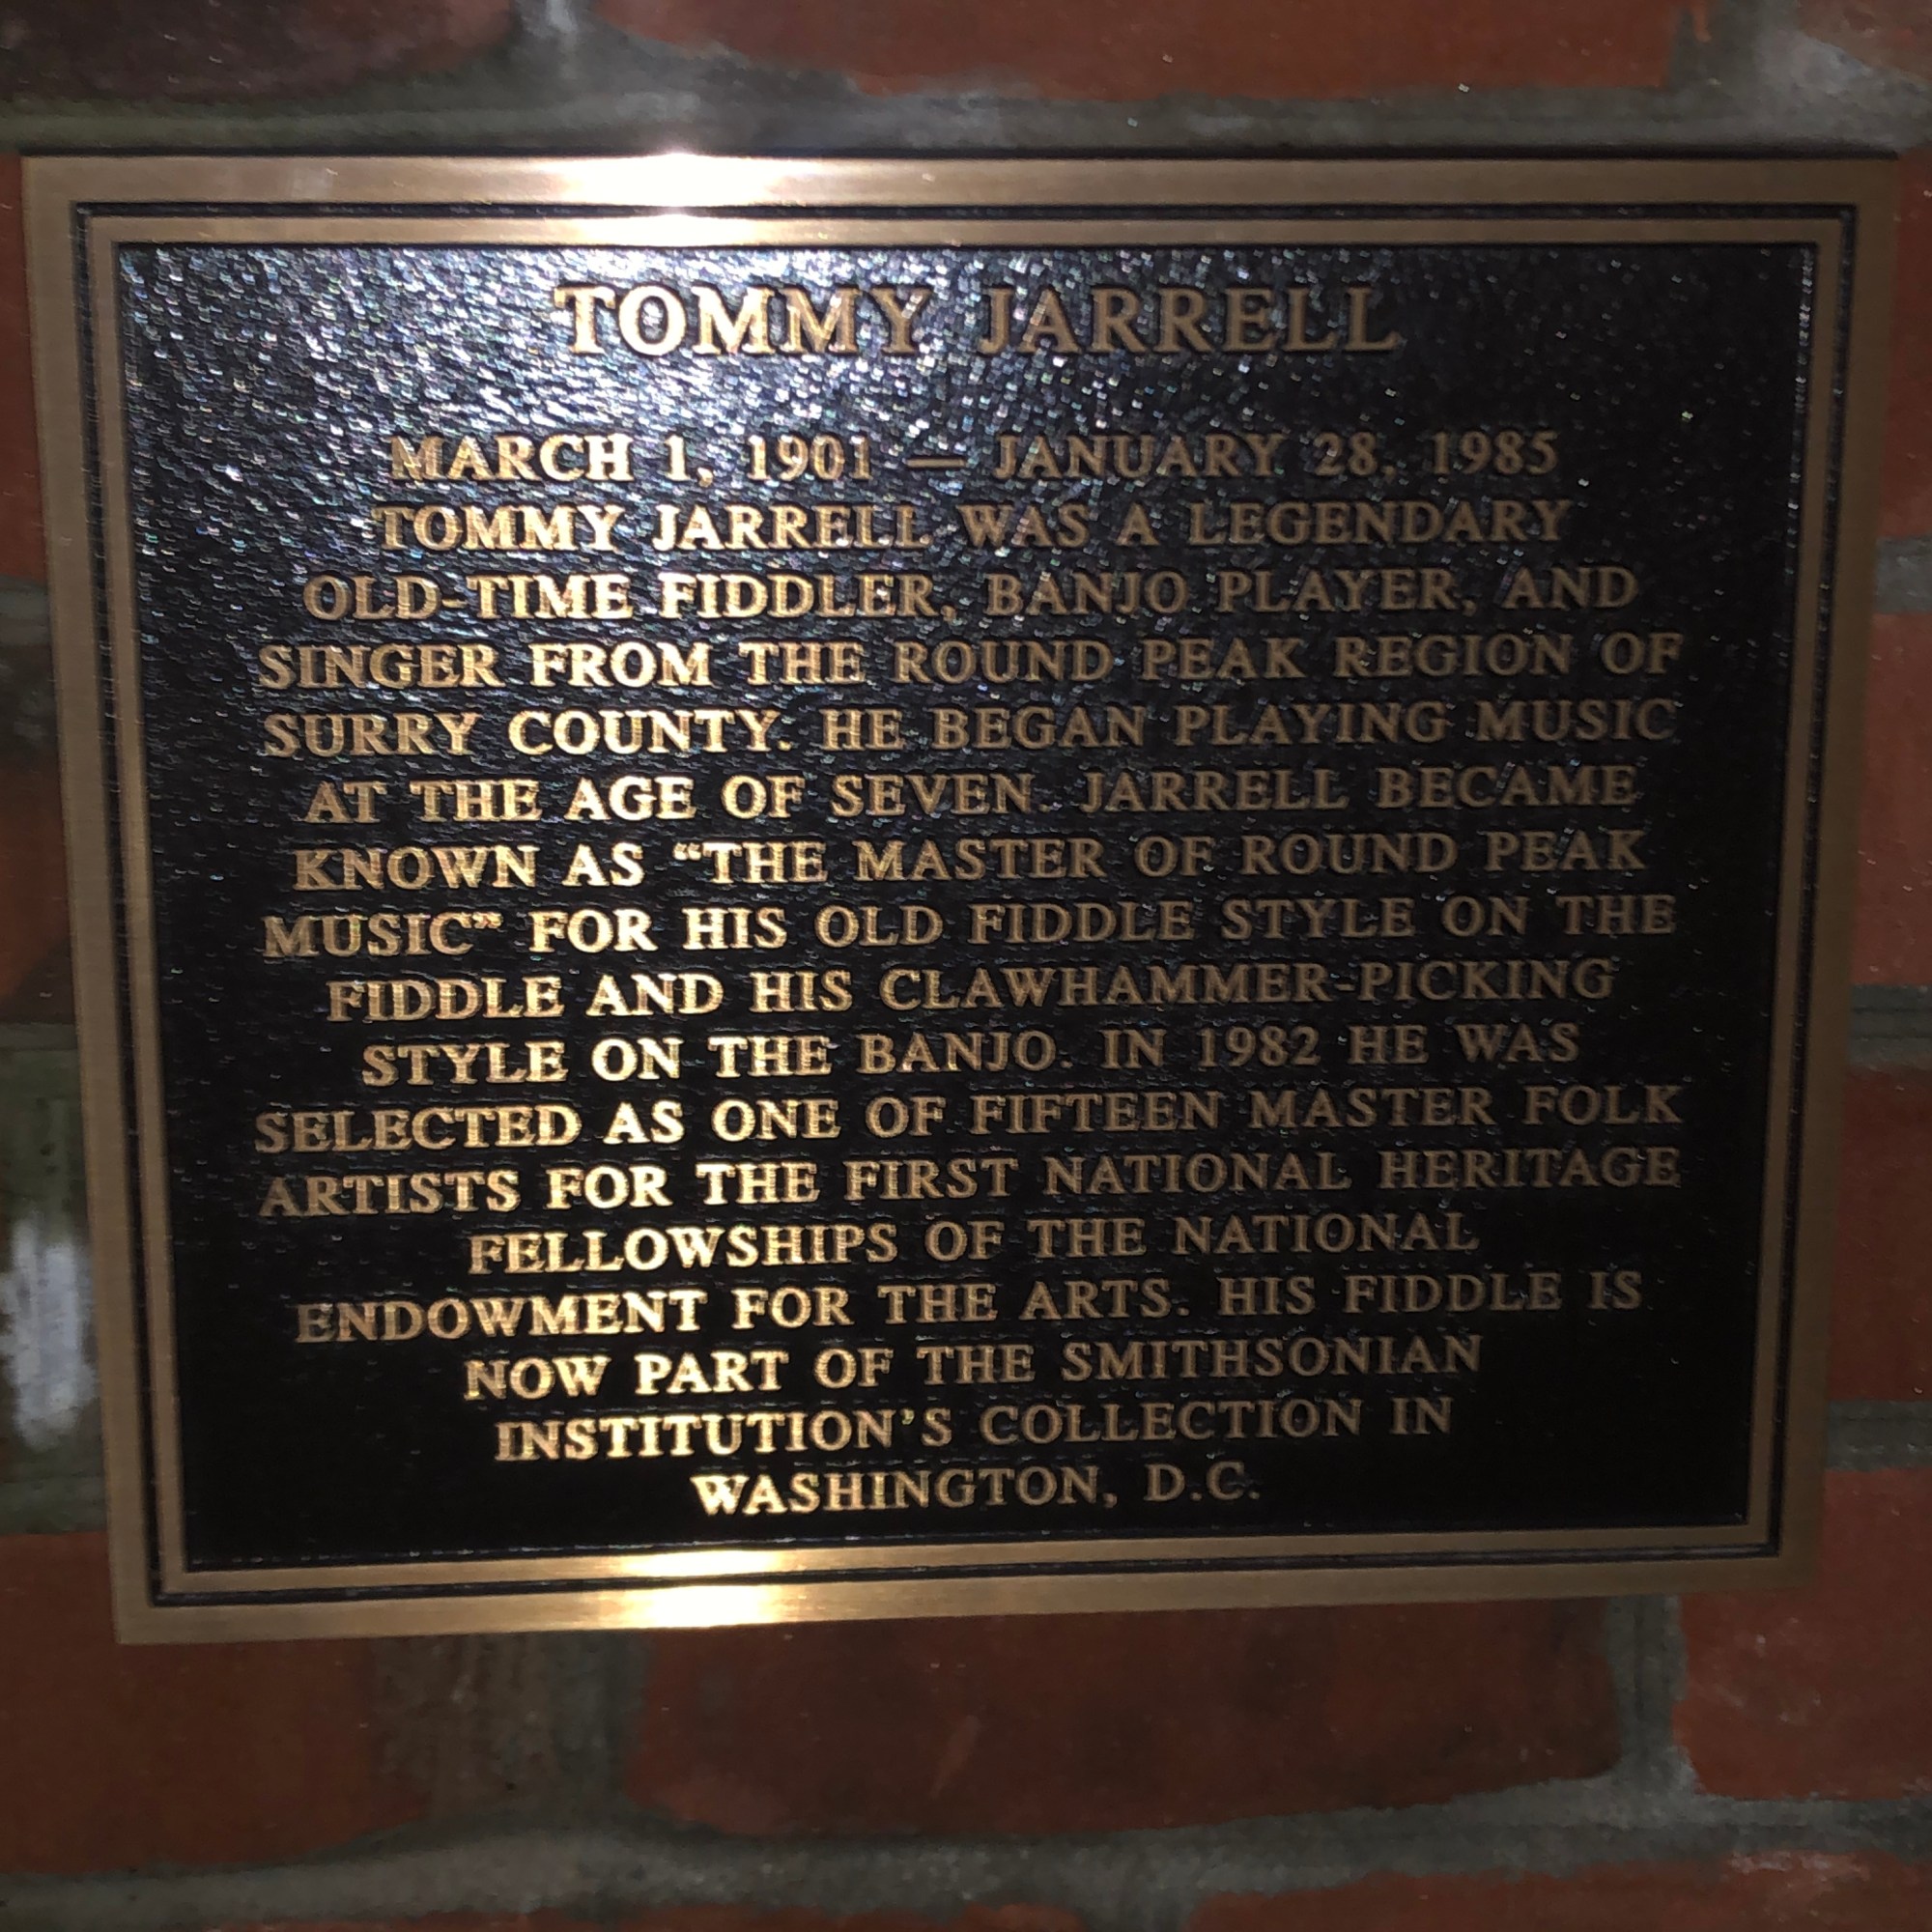 TOMMY JARRELL
MARCH 1, 1901 — JANUARY 28, 1985
TOMMY JARRELL WAS A LEGENDARY
OLD-TIME FIDDLER, BANJO PLAYER, AND
SINGER FROM THE ROUND PEAK REGION OF
SURRY COUNTY. HE BEGAN PLAYING MUSIC
AT THE AGE OF SEVEN. JARRELL BECAME
KNOWN AS “THE MASTER OF ROUND PEAK
MUSIC” FOR HIS OLD FIDDLE STYLE ON THE
FIDDLE AND HIS CLAWHAMMER-PICKING
STYLE ON THE BANJO. IN 1982 HE WAS
SELECTED AS ONE OF FIFTEEN MASTER FOLK
ARTISTS FOR THE FIRST NATIONAL HERITAGE
FELLOWSHIPS OF THE NATIONAL
ENDOWMENT FOR THE ARTS. HIS FIDDLE IS
NOW PART OF THE SMITHSONIAN
INSTITUTION’S COLLECTION IN
WASHINGTON, D.C.